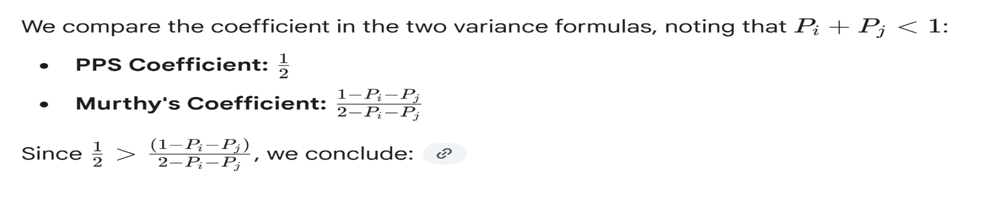 We compare the coefficient in the two variance formulas, noting that $P_i + P_j < 1$:
• PPS Coefficient: $\frac{1}{2}$
• Murthy's Coefficient: $\frac{1-P_i-P_j}{2-P_i-P_j}$
Since $\frac{1}{2} > \frac{(1-P_i-P_j)}{2-P_i-P_j}$, we conclude: